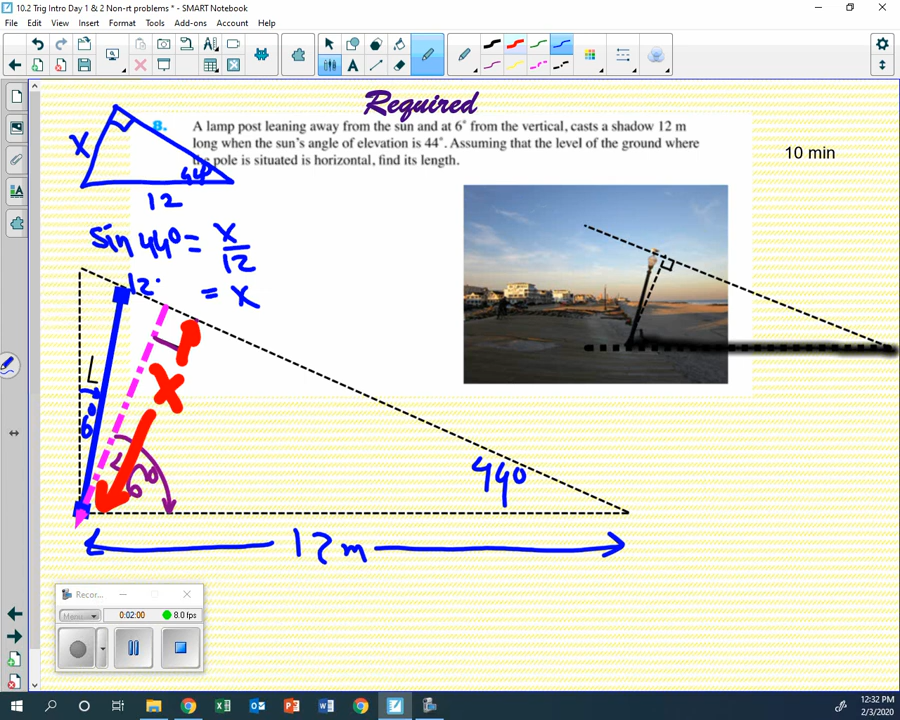 10.2 Trig Intro Day 1 & 2 Non-rt problems * - SMART Notebook
File Edit View Insert Format Tools Add-ons Account Help
Required
8. A lamp post leaning away from the sun and at 6° from the vertical, casts a shadow 12 m
long when the sun's angle of elevation is 44°. Assuming that the level of the ground where
the pole is situated is horizontal, find its length.
10 min
X
44°
12
sin 44° = x
12
12· = x
L
6°
X
44°
12 m
Recor...
Menu
0:02:00
8.0 fps
12:32 PM
2/3/2020